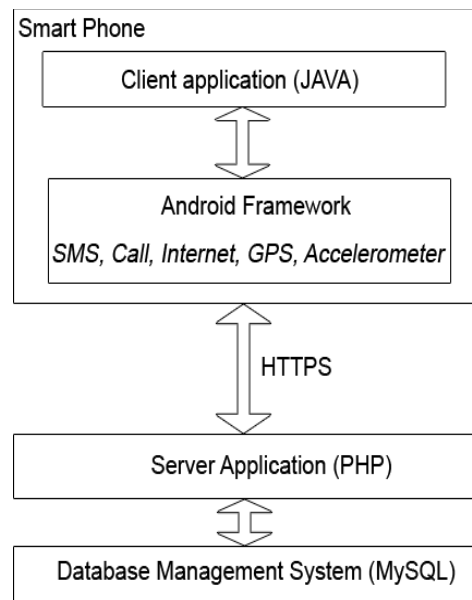 Smart Phone
Client application (JAVA)
Android Framework
SMS, Call, Internet, GPS, Accelerometer
HTTPS
Server Application (PHP)
Database Management System (MySQL)